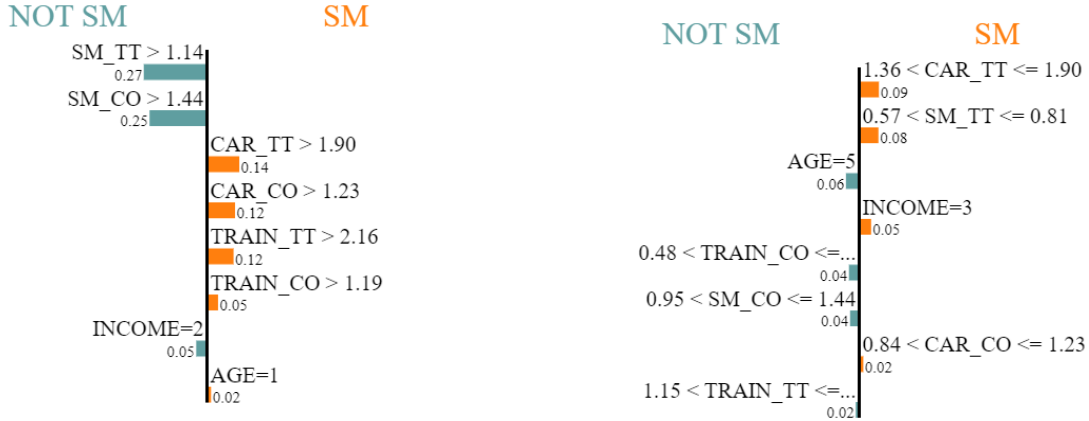 NOT SM
SM
SM_TT > 1.14
0.27
SM_CO > 1.44
0.25
CAR_TT > 1.90
0.14
CAR_CO > 1.23
0.12
TRAIN_TT > 2.16
0.12
TRAIN_CO > 1.19
0.05
INCOME=2
0.05
AGE=1
0.02
NOT SM
SM
1.36 < CAR_TT <= 1.90
0.09
0.57 < SM_TT <= 0.81
0.08
AGE=5
0.06
INCOME=3
0.05
0.48 < TRAIN_CO <=...
0.04
0.95 < SM_CO <= 1.44
0.04
0.84 < CAR_CO <= 1.23
0.02
1.15 < TRAIN_TT <=...
0.02